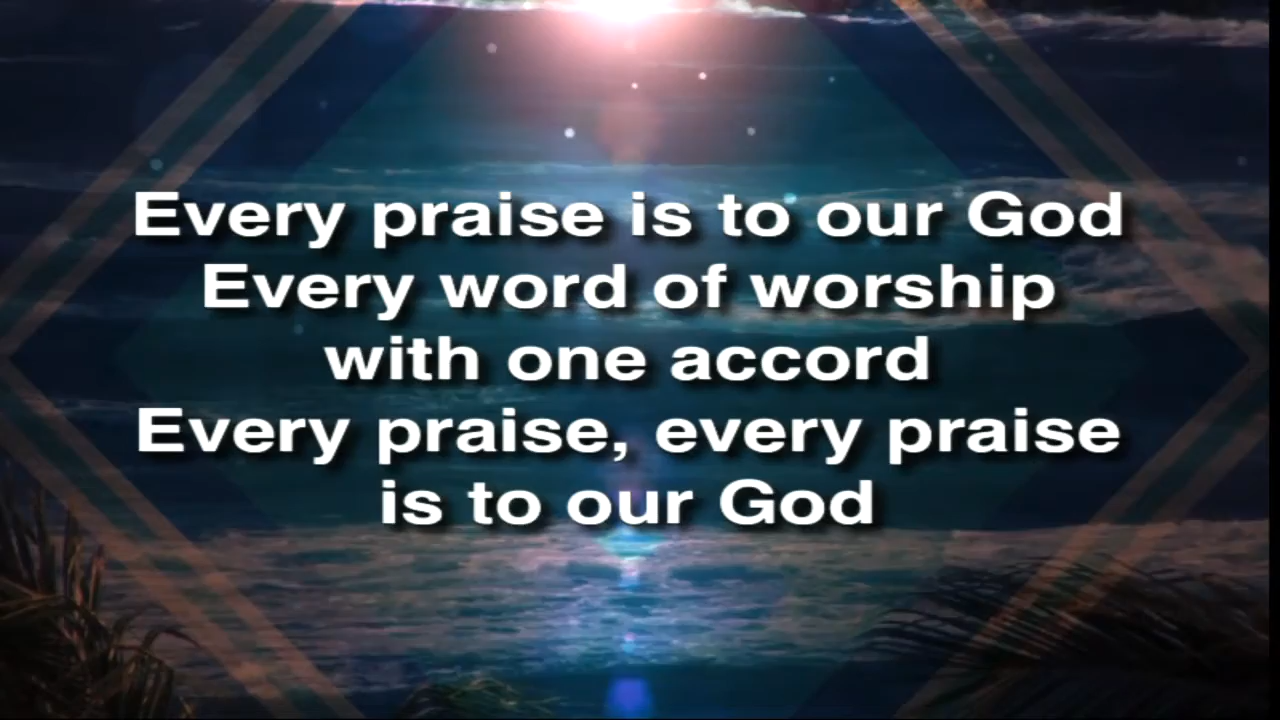 Every praise is to our God
Every word of worship
with one accord
Every praise, every praise
is to our God